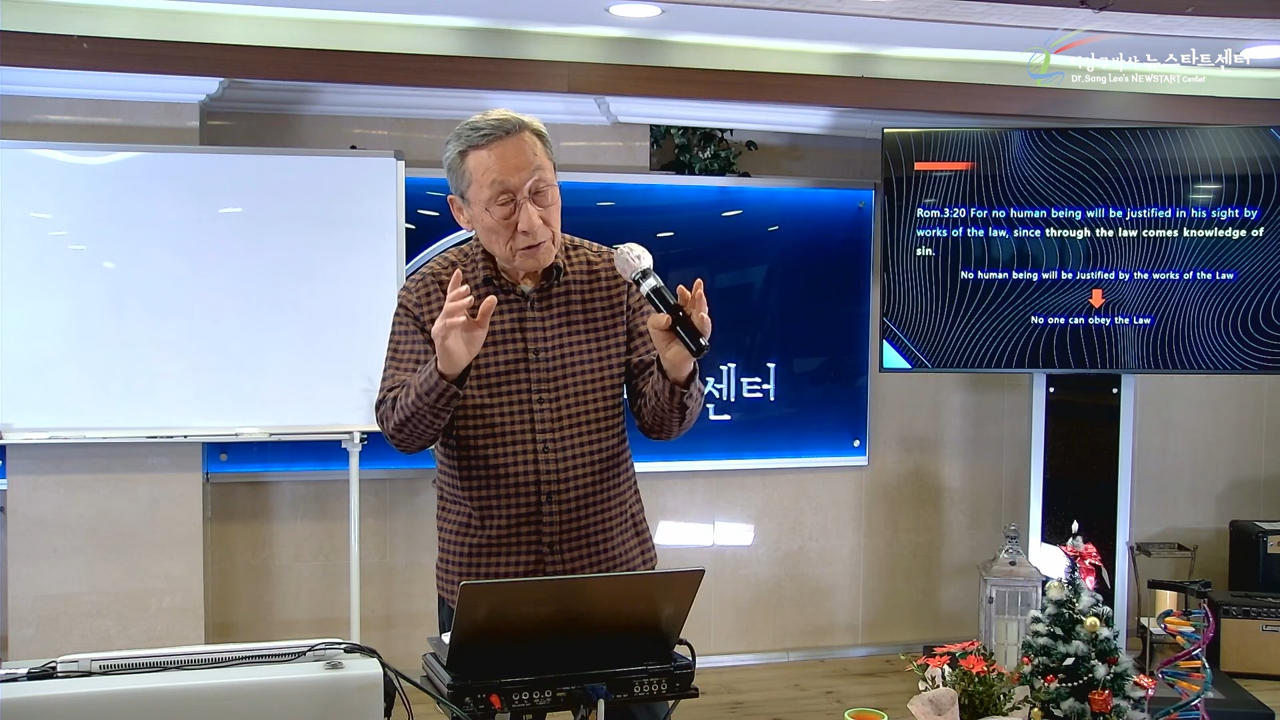 뉴스타트센터
Dr.Sang Lee's NEWSTART Center
Rom.3:20 For no human being will be justified in his sight by
works of the law, since through the law comes knowledge of
sin.
No human being will be Justified by the works of the Law
No one can obey the Law
센터